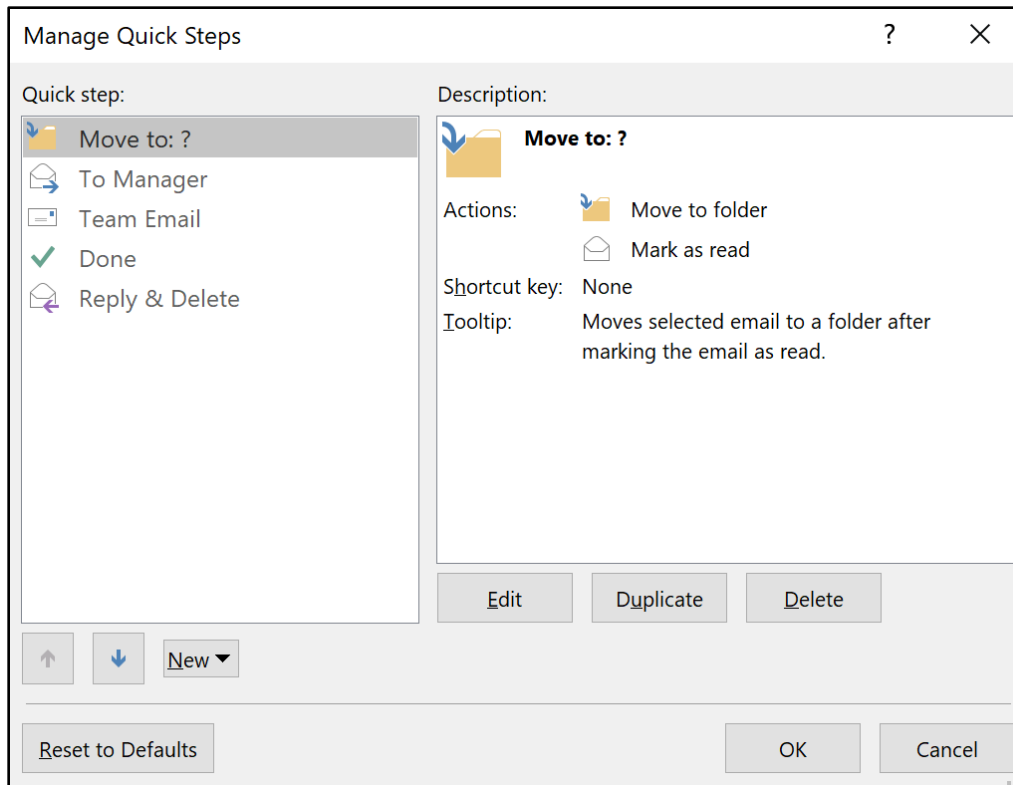 Manage Quick Steps
?
Quick step:
Move to: ?
To Manager
Team Email
Done
Reply & Delete
New
Description:
Move to: ?
Actions: Move to folder
Mark as read
Shortcut key: None
Tooltip: Moves selected email to a folder after
marking the email as read.
Edit Duplicate Delete
Reset to Defaults
OK Cancel